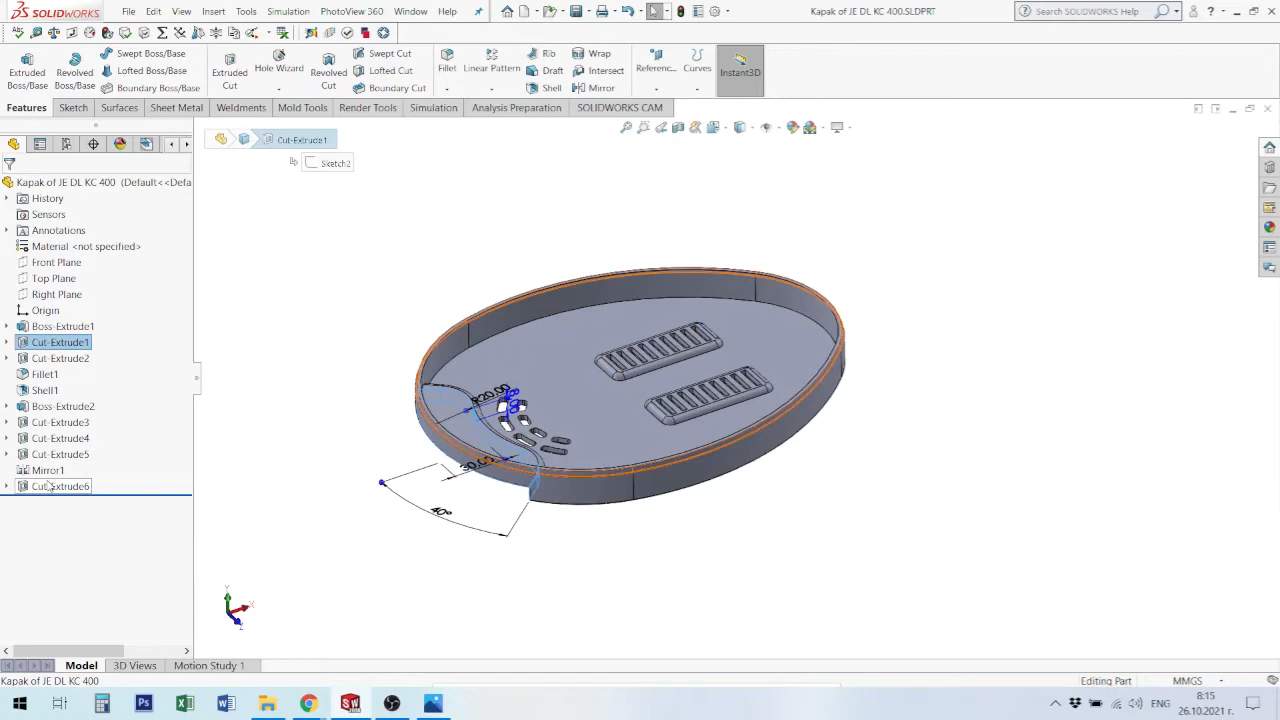 SOLIDWORKS File Edit View Insert Tools Simulation PhotoView 360 Window Help Kapak of JE DL KC 400.SLDPRT Search SOLIDWORKS Help ?
Extruded Boss/Base Revolved Boss/Base Swept Boss/Base Lofted Boss/Base Boundary Boss/Base Extruded Cut Hole Wizard Revolved Cut Swept Cut Lofted Cut Boundary Cut Fillet Linear Pattern Rib Draft Shell Wrap Intersect Mirror Referenc... Curves Instant3D
Features Sketch Surfaces Sheet Metal Weldments Mold Tools Render Tools Simulation Analysis Preparation SOLIDWORKS CAM
Cut-Extrude1
Sketch2
Kapak of JE DL KC 400 (Default<<Defa
History
Sensors
Annotations
Material <not specified>
Front Plane
Top Plane
Right Plane
Origin
Boss-Extrude1
Cut-Extrude1
Cut-Extrude2
Fillet1
Shell1
Boss-Extrude2
Cut-Extrude3
Cut-Extrude4
Cut-Extrude5
Mirror1
Cut-Extrude6
R20.00
30.00
40°
Y
X
Z
Model 3D Views Motion Study 1
Kapak of JE DL KC 400 Editing Part MMGS
ENG 8:15
26.10.2021 г.